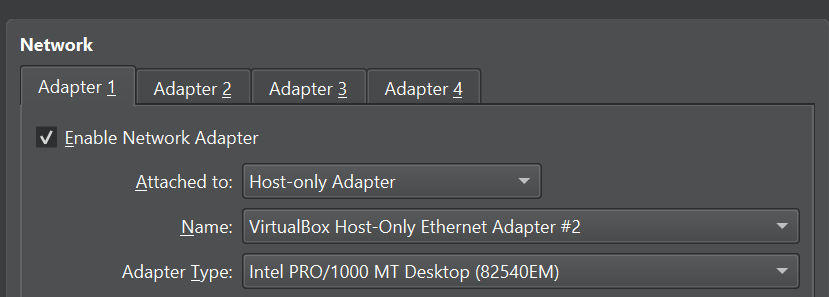 Network
Adapter 1 Adapter 2 Adapter 3 Adapter 4
Enable Network Adapter
Attached to: Host-only Adapter
Name: VirtualBox Host-Only Ethernet Adapter #2
Adapter Type: Intel PRO/1000 MT Desktop (82540EM)